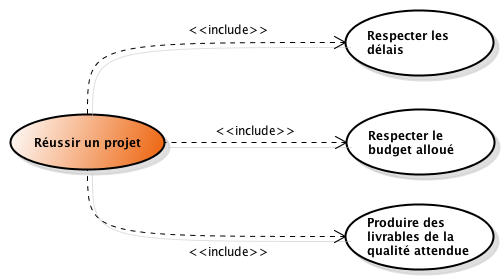 <<include>>
Respecter les
délais
Réussir un projet
<<include>>
Respecter le
budget alloué
Produire des
livrables de la
qualité attendue
<<include>>